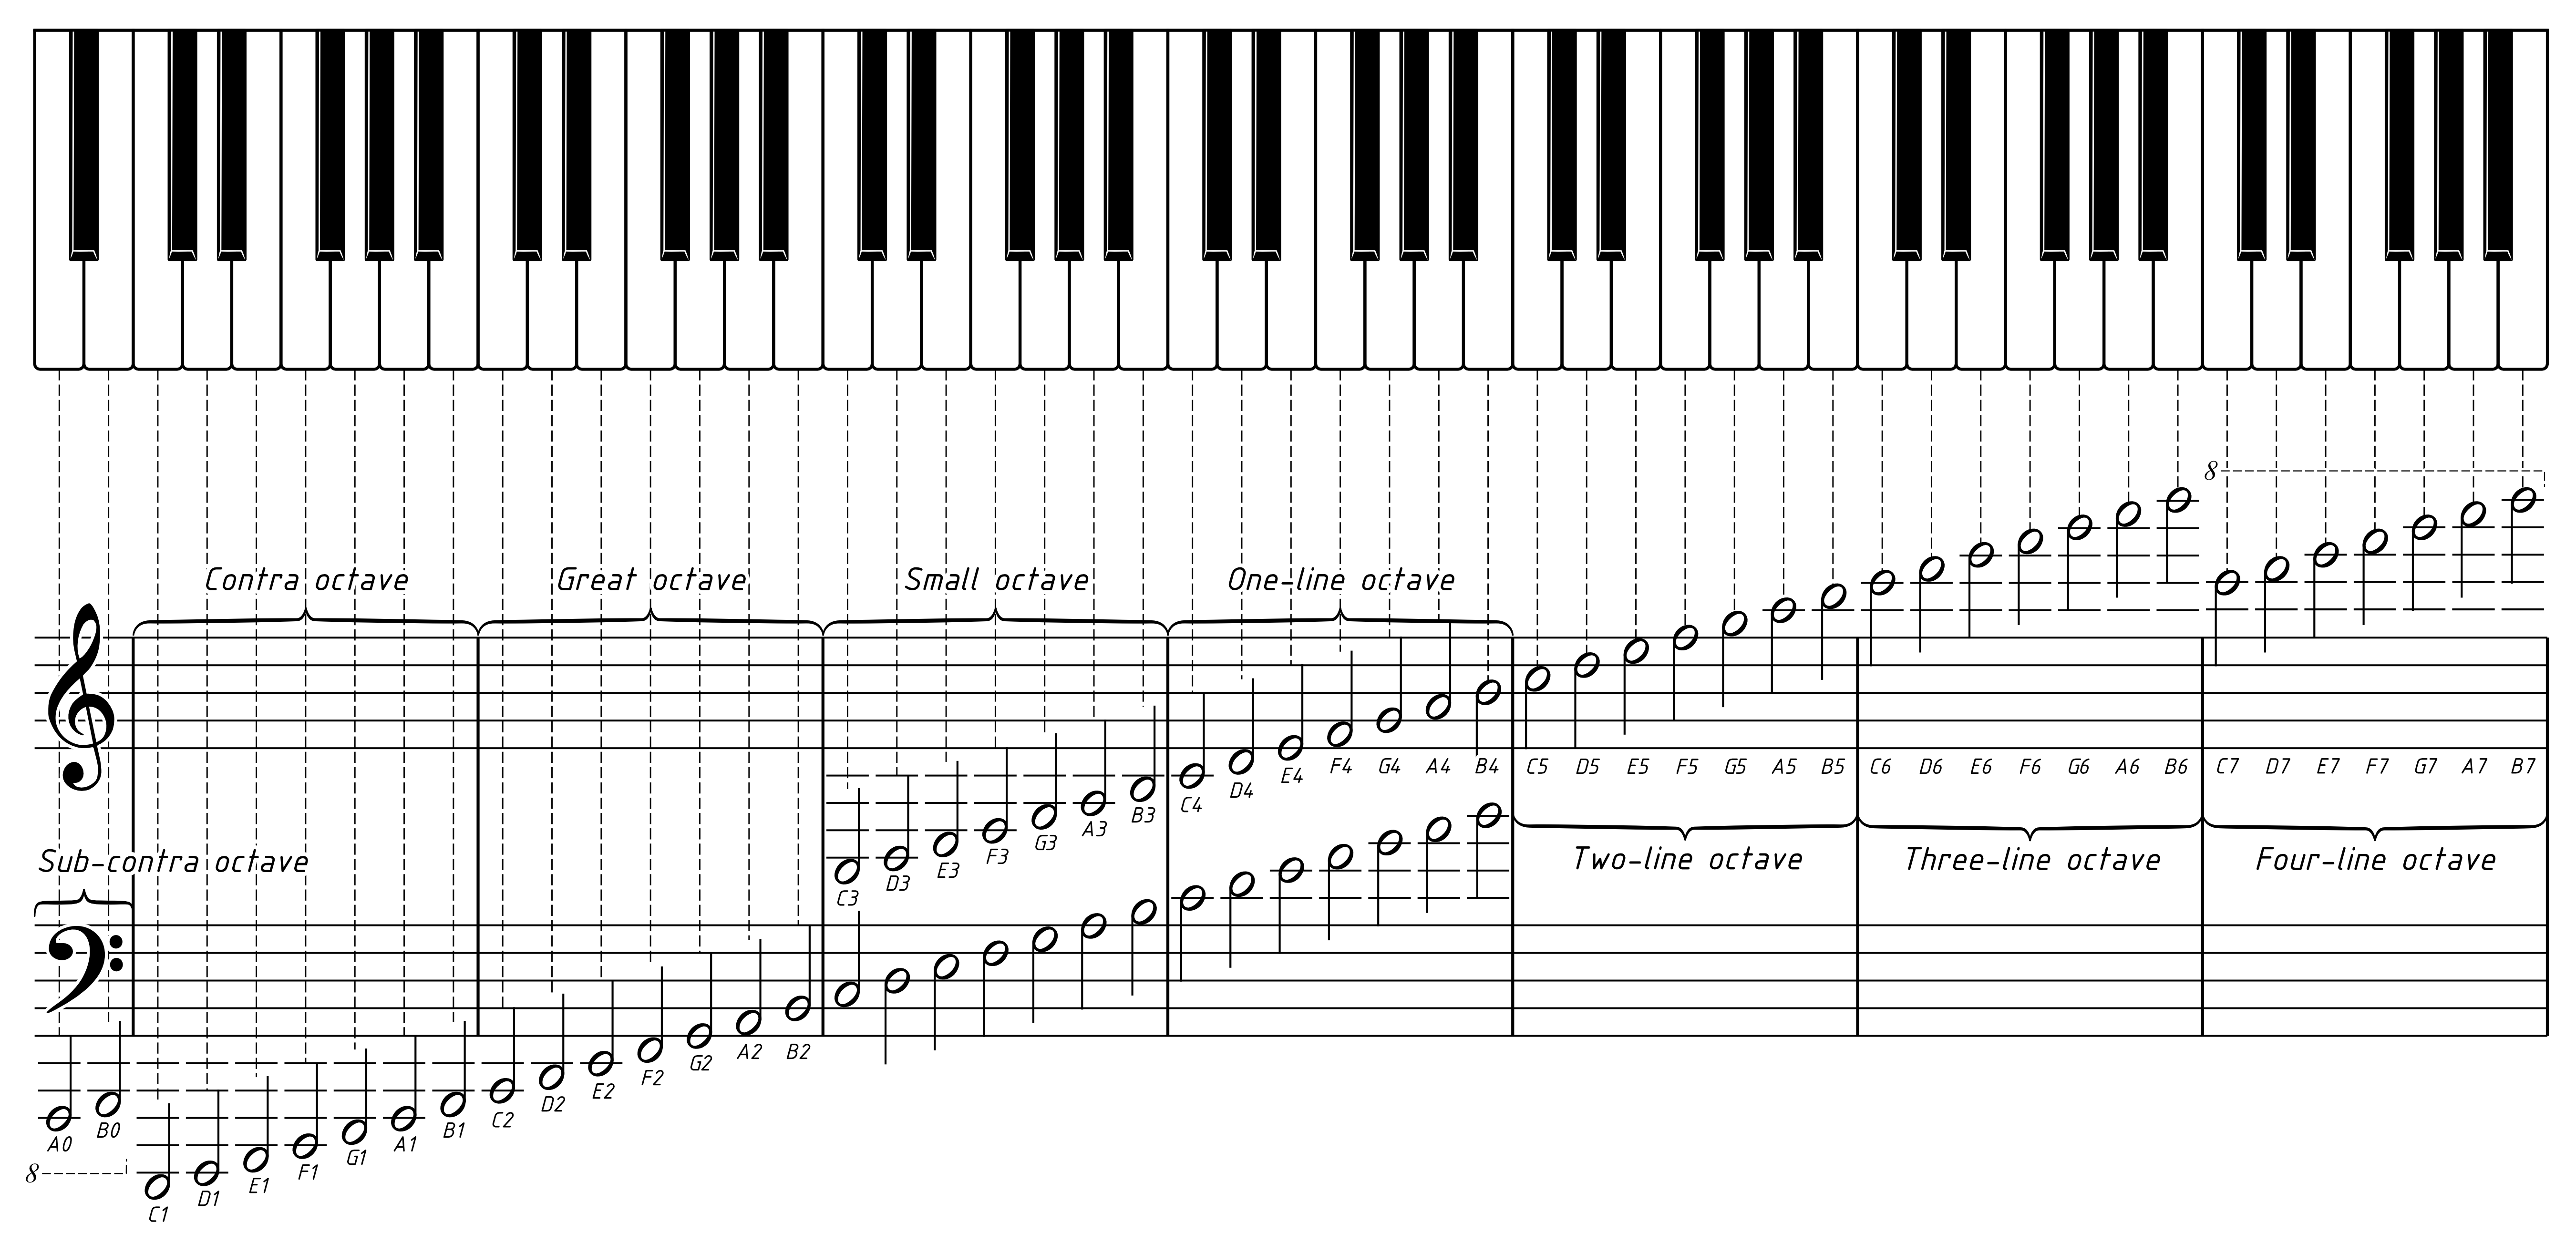 8
Contra octave
Great octave
Small octave
One-line octave
C5 D5 E5 F5 G5 A5 B5 C6 D6 E6 F6 G6 A6 B6 C7 D7 E7 F7 G7 A7 B7
C4 D4 E4 F4 G4 A4 B4
C3 D3 E3 F3 G3 A3 B3
Sub-contra octave
Two-line octave
Three-line octave
Four-line octave
C2 D2 E2 F2 G2 A2 B2
A0 B0
C1 D1 E1 F1 G1 A1 B1
8